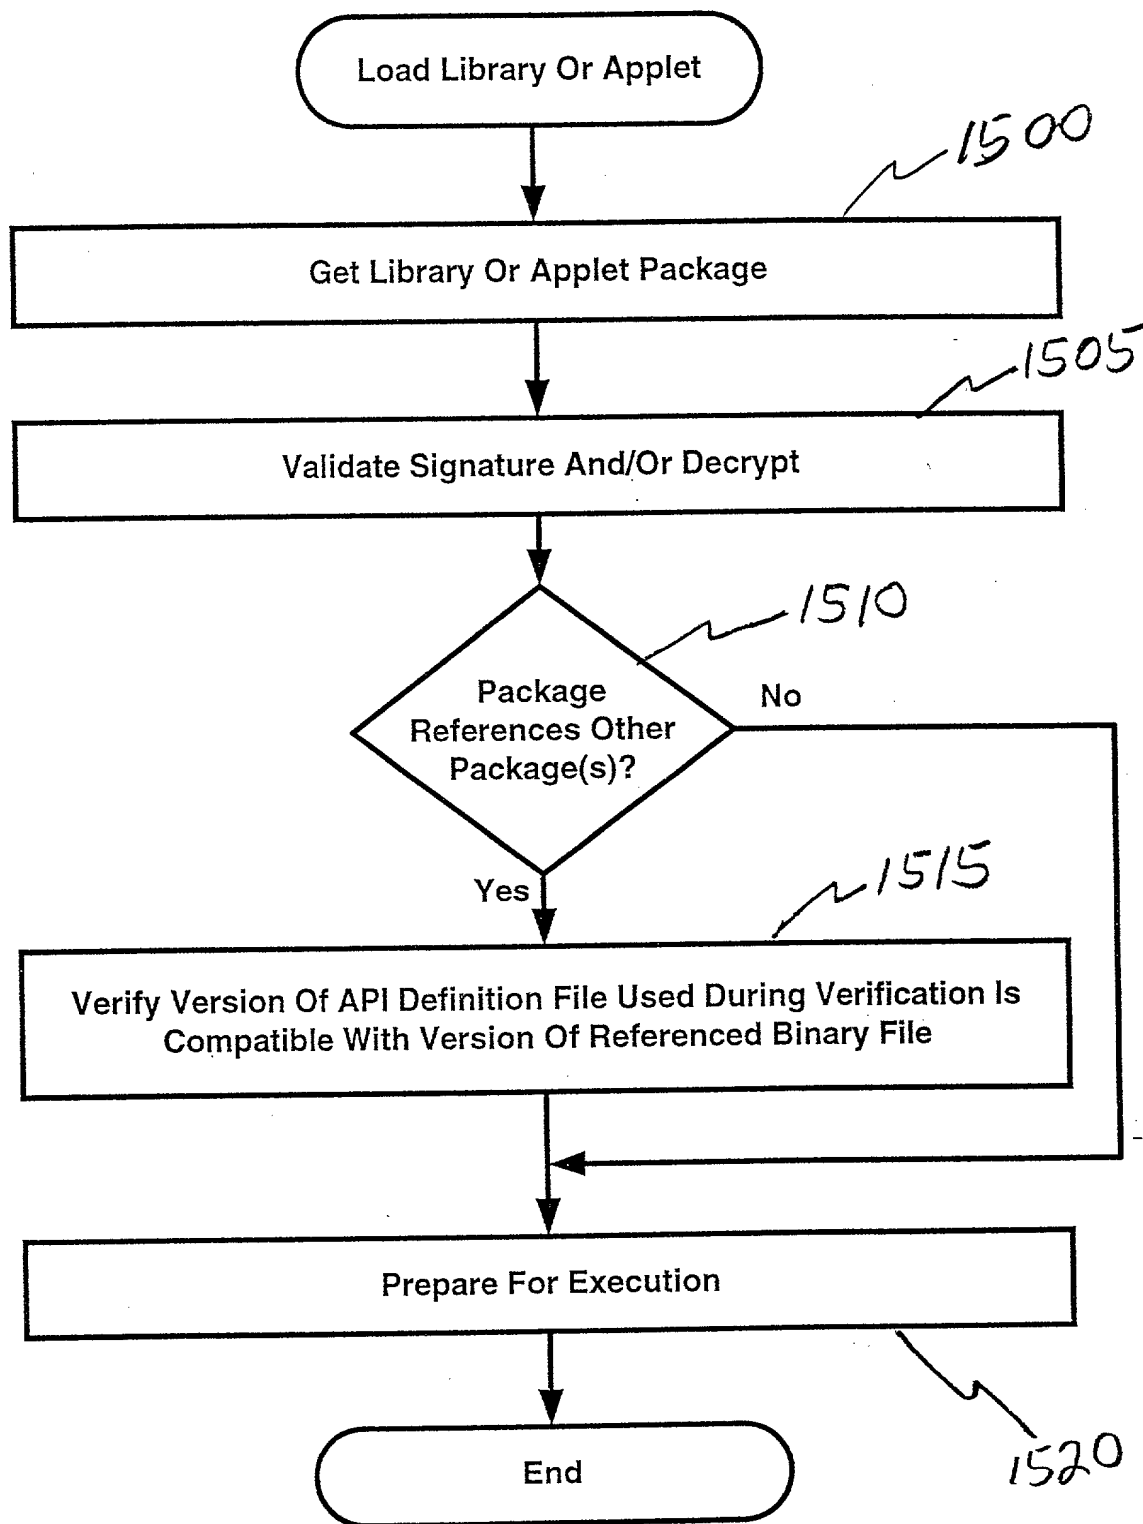 Load Library Or Applet
1500
Get Library Or Applet Package
1505
Validate Signature And/Or Decrypt
1510
Package
References Other
Package(s)?
No
Yes
1515
Verify Version Of API Definition File Used During Verification Is
Compatible With Version Of Referenced Binary File
Prepare For Execution
1520
End